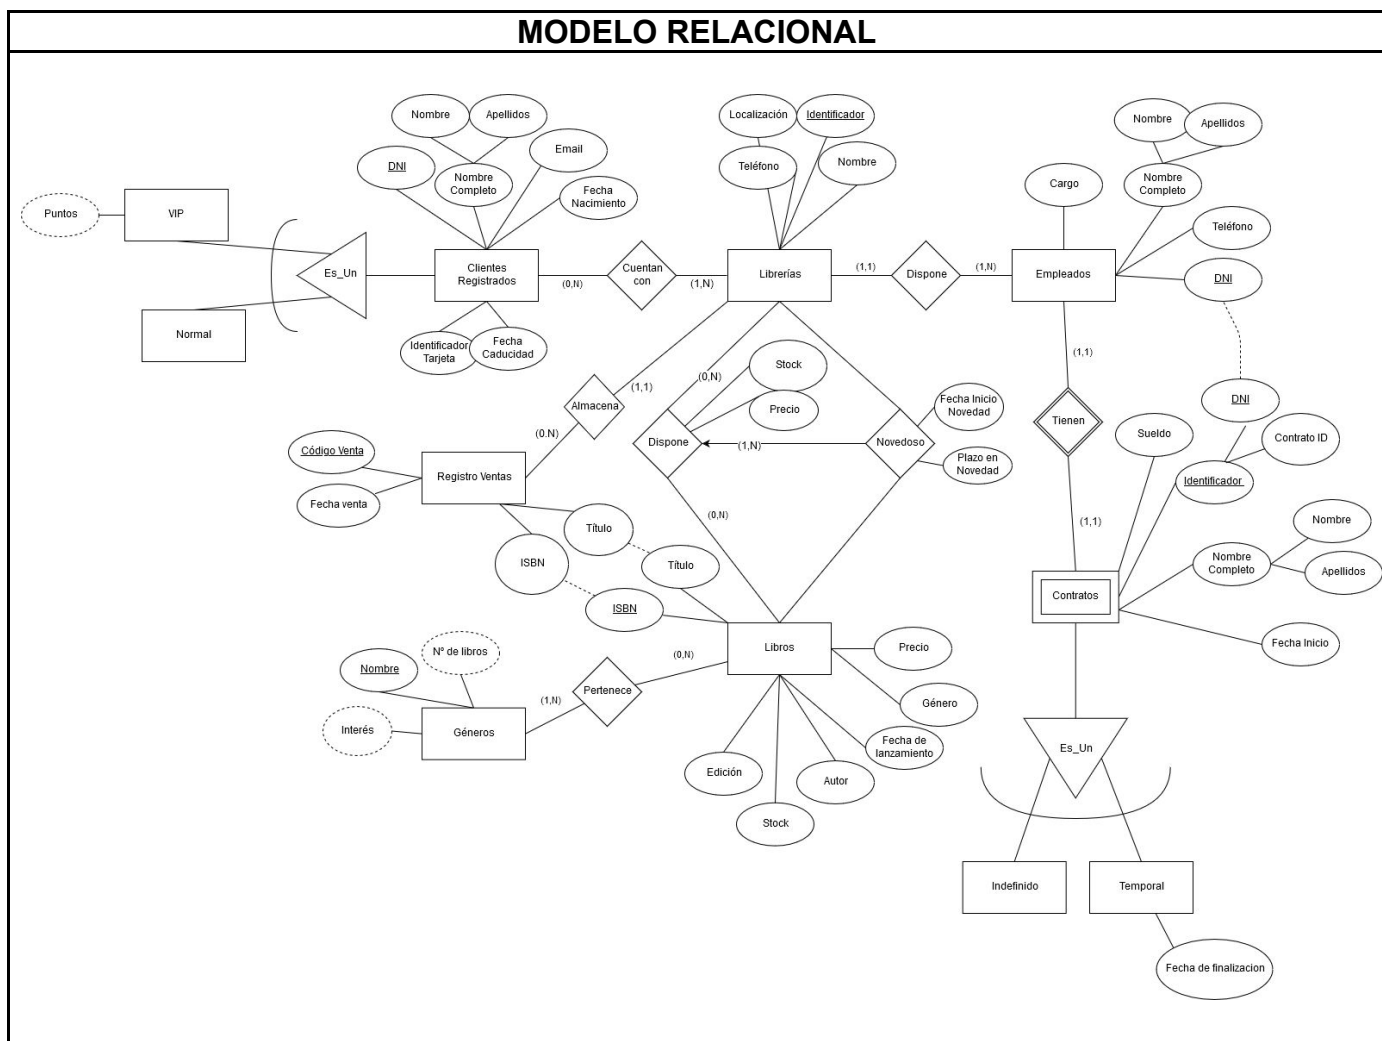 MODELO RELACIONAL
Nombre
Apellidos
DNI
Nombre
Completo
Email
Fecha
Nacimiento
Localización
Identificador
Teléfono
Nombre
Nombre
Apellidos
Cargo
Nombre
Completo
Teléfono
DNI
Puntos
VIP
Es_Un
Normal
Clientes
Registrados
(0,N)
Cuentan
con
(1,N)
Librerías
(1,1)
Dispone
(1,N)
Empleados
Identificador
Tarjeta
Fecha
Caducidad
(1,1)
Almacena
(0.N)
(0,N)
Stock
Precio
Dispone
(1,N)
Novedoso
Fecha Inicio
Novedad
Plazo en
Novedad
(1,1)
Tienen
(1,1)
Sueldo
DNI
Contrato ID
Identificador
Código Venta
Fecha venta
Registro Ventas
Título
ISBN
Título
ISBN
(0,N)
Nombre
Completo
Nombre
Apellidos
Contratos
Fecha Inicio
Nº de libros
Nombre
Interés
Géneros
(1,N)
Pertenece
(0,N)
Libros
Precio
Género
Fecha de
lanzamiento
Autor
Stock
Edición
Es_Un
Indefinido
Temporal
Fecha de finalizacion